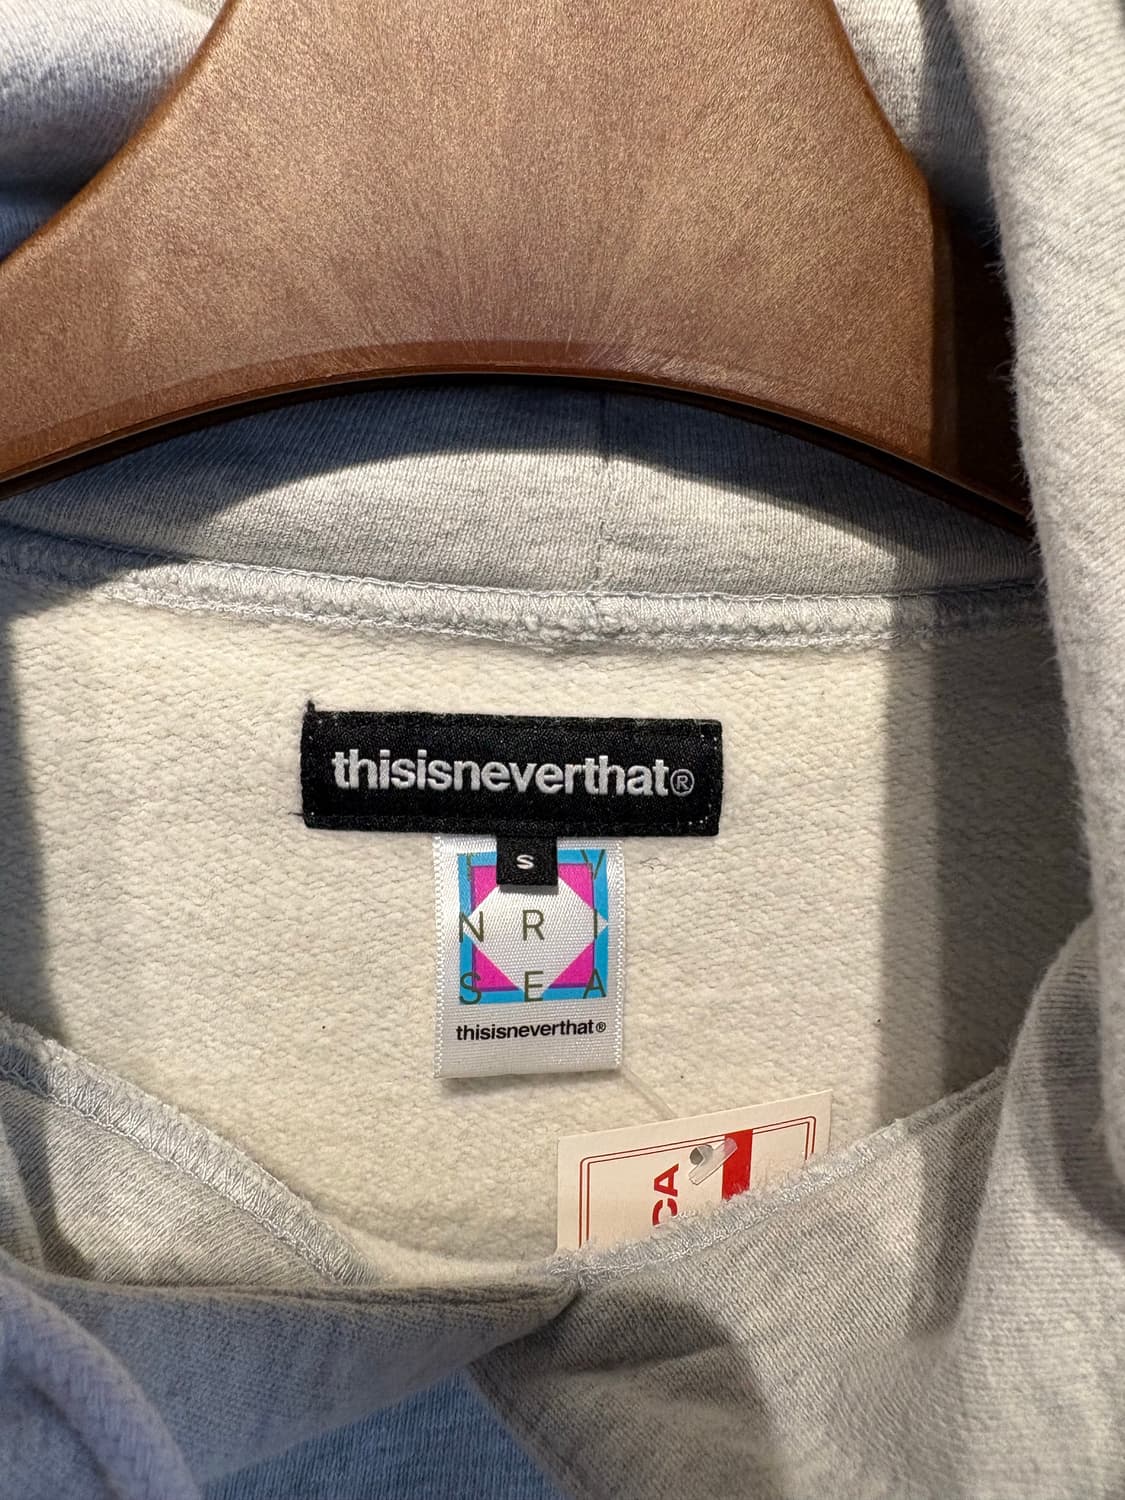 thisisneverthat®
S
V
N R I
S E A
thisisneverthat®
CA